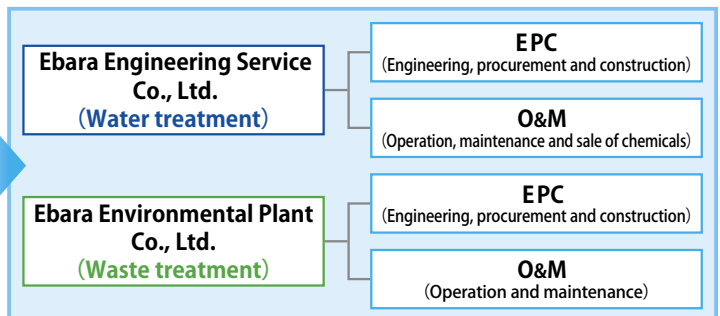 Ebara Engineering Service
Co., Ltd.
(Water treatment)
EPC
(Engineering, procurement and construction)
O&M
(Operation, maintenance and sale of chemicals)
Ebara Environmental Plant
Co., Ltd.
(Waste treatment)
EPC
(Engineering, procurement and construction)
O&M
(Operation and maintenance)